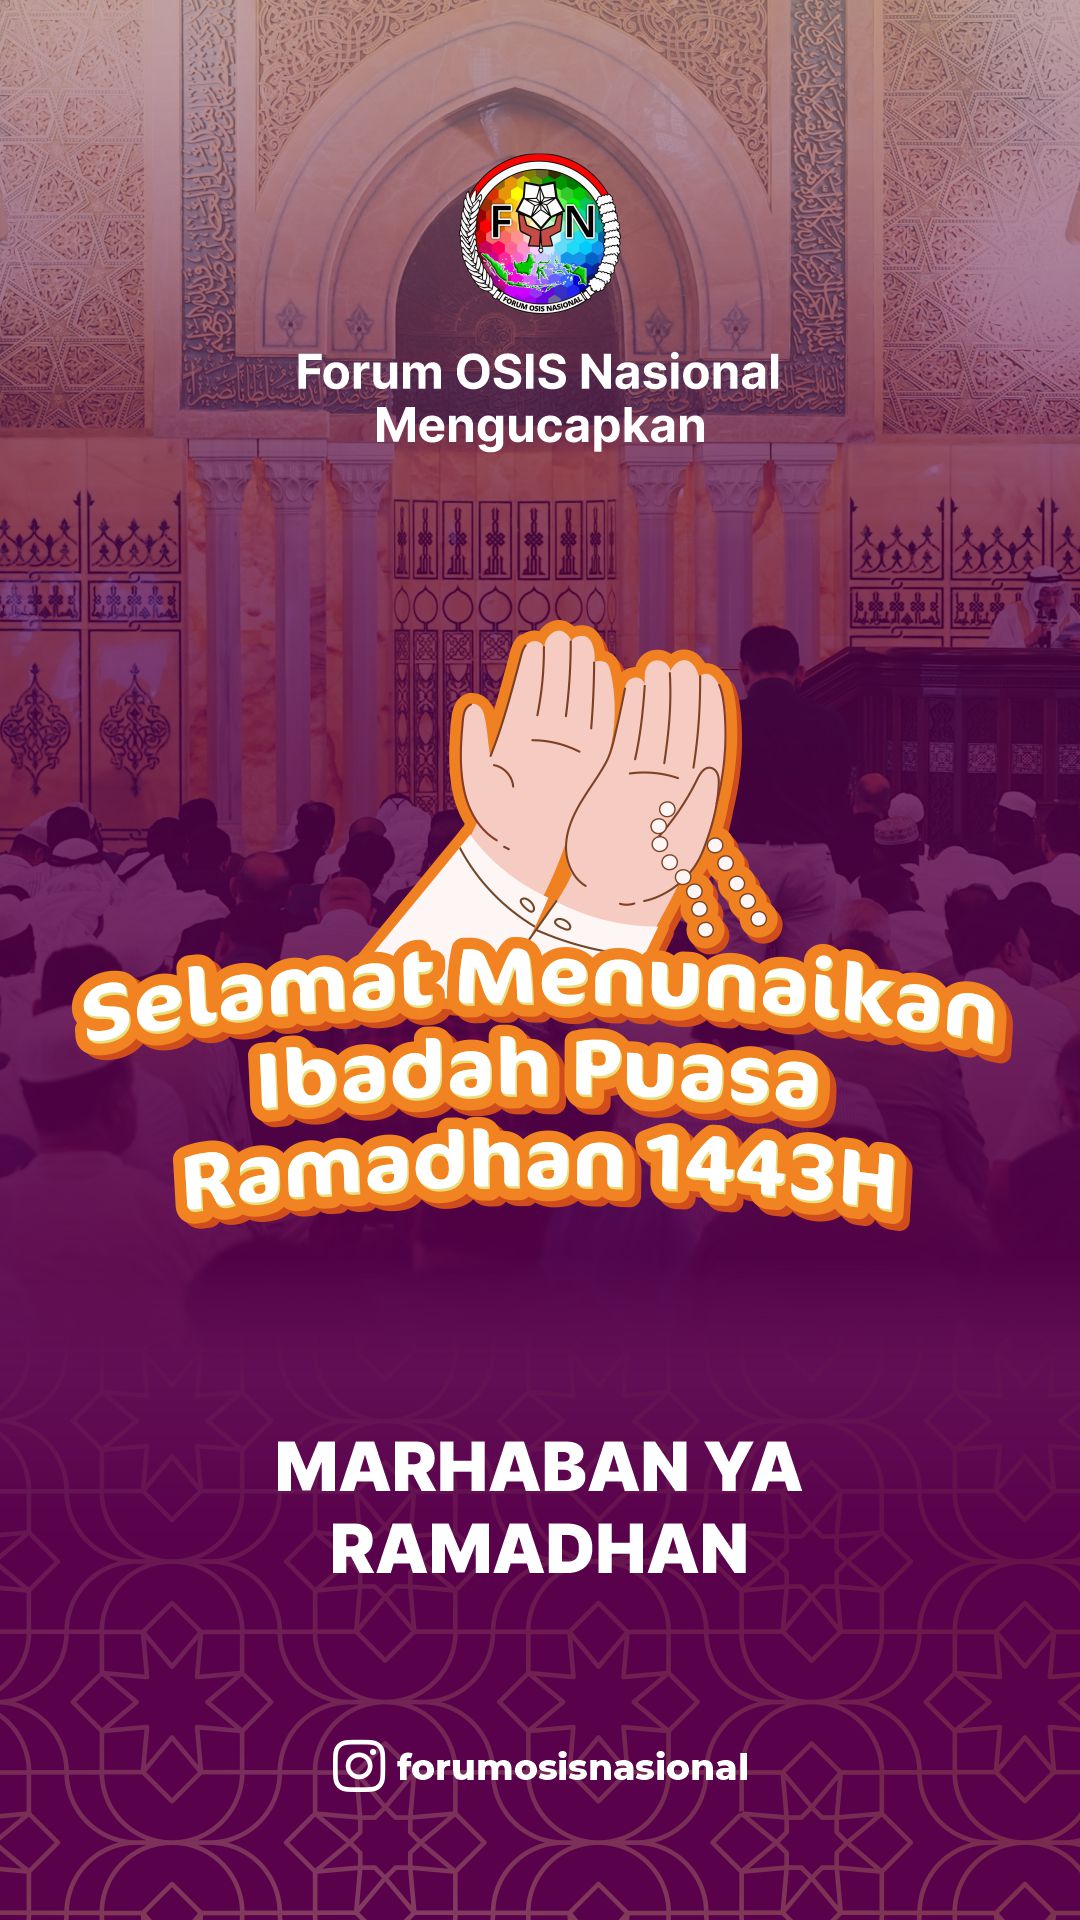 F N
FORUM OSIS NASIONAL
Forum OSIS Nasional
Mengucapkan
Selamat Menunaikan
Ibadah Puasa
Ramadhan 1443H
MARHABAN YA
RAMADHAN
forumosisnasional